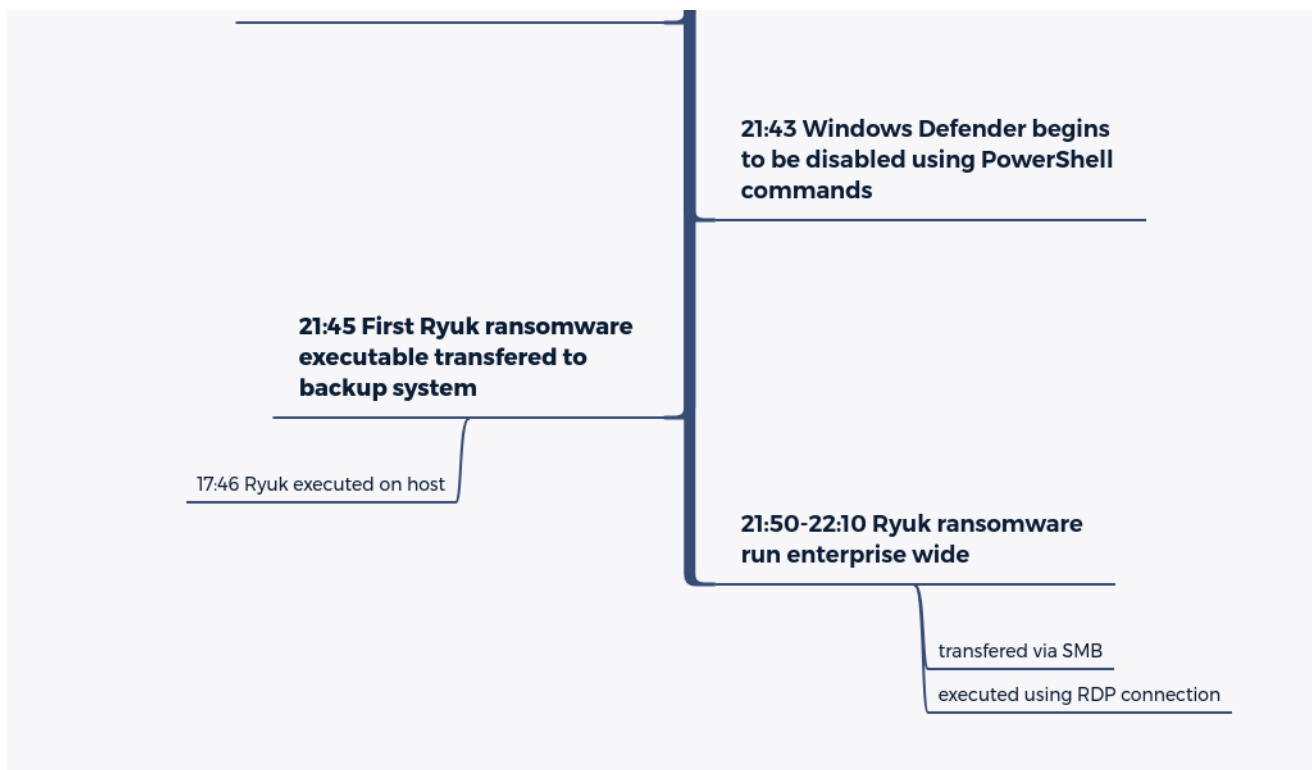 21:43 Windows Defender begins
to be disabled using PowerShell
commands
21:45 First Ryuk ransomware
executable transfered to
backup system
17:46 Ryuk executed on host
21:50-22:10 Ryuk ransomware
run enterprise wide
transfered via SMB
executed using RDP connection